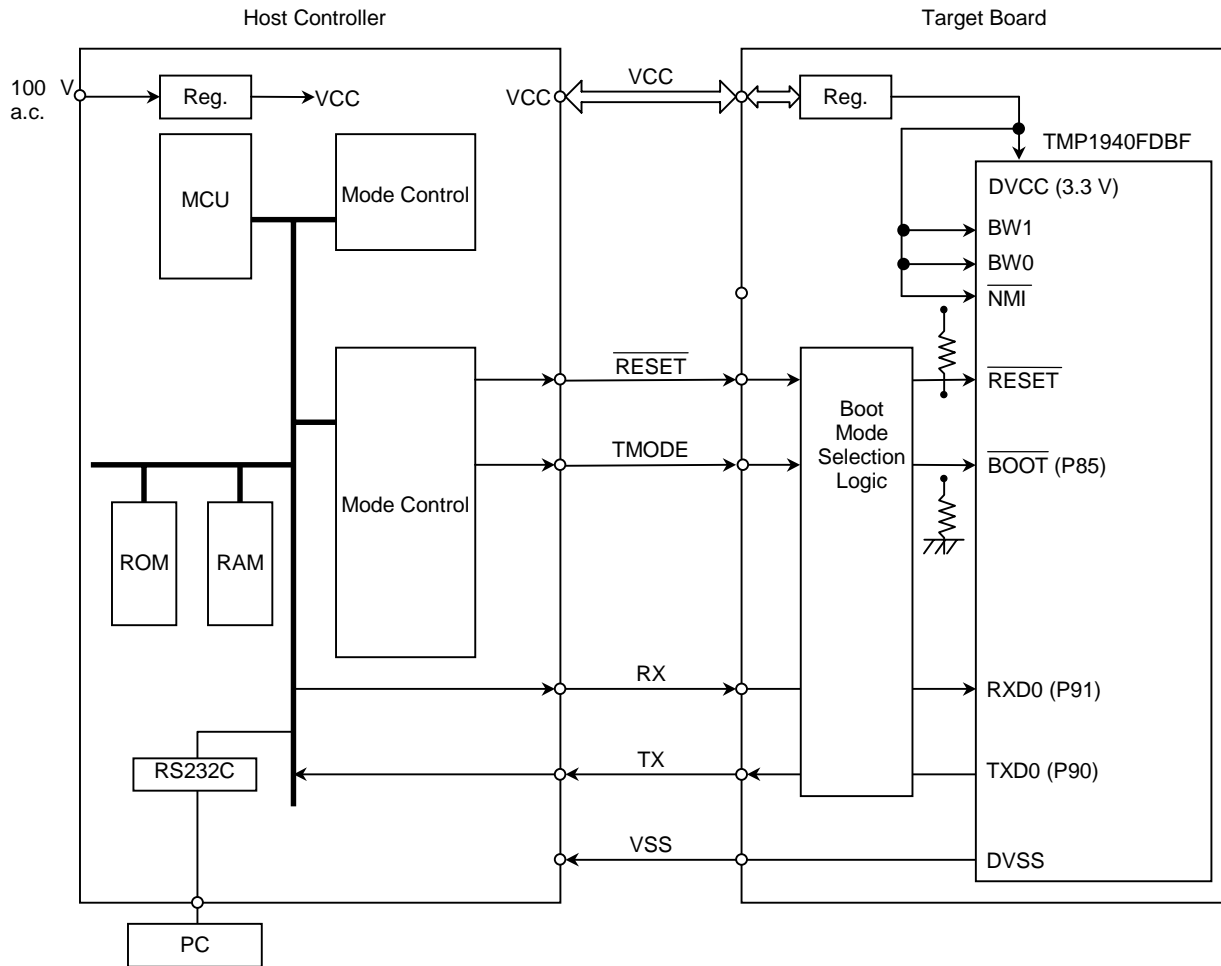 Host Controller
Target Board
100 V
a.c.
Reg.
VCC
VCC
VCC
Reg.
TMP1940FDBF
MCU
Mode Control
DVCC (3.3 V)
BW1
BW0
NMI
RESET
RESET
Boot
Mode
Selection
Logic
TMODE
BOOT (P85)
Mode Control
ROM
RAM
RX
RXD0 (P91)
RS232C
TX
TXD0 (P90)
VSS
DVSS
PC